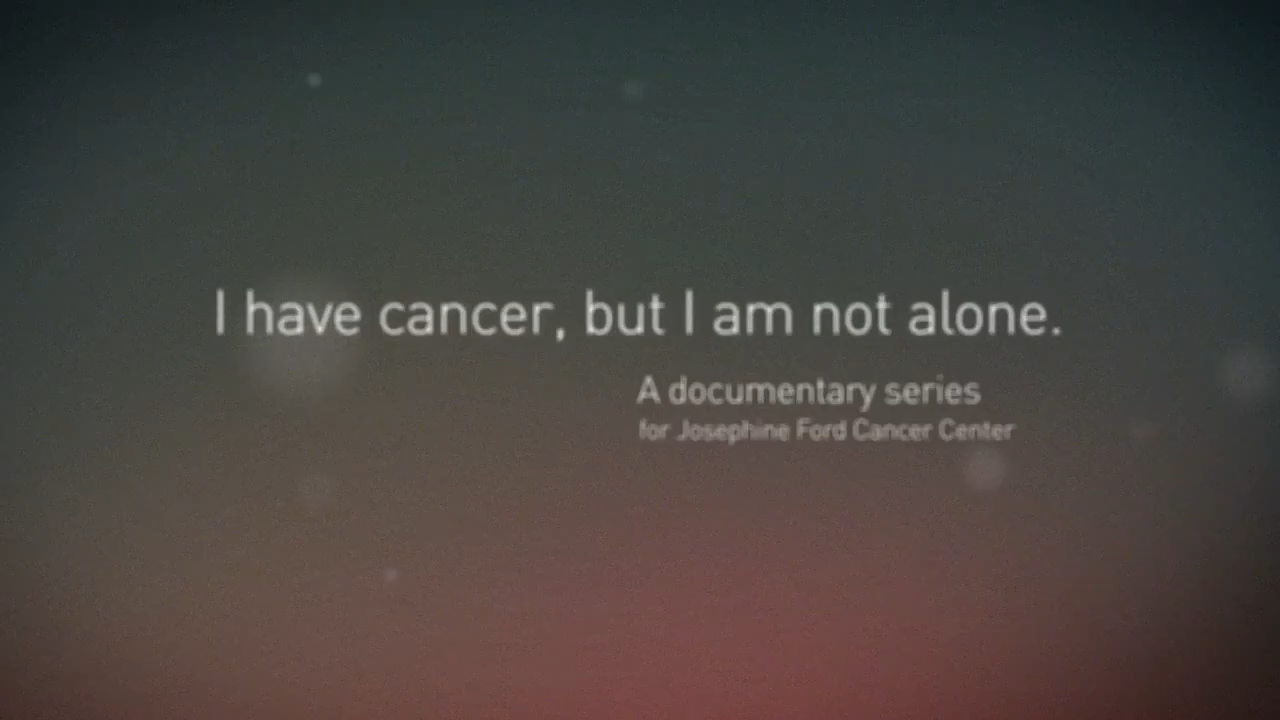 I have cancer, but I am not alone.
A documentary series
for Josephine Ford Cancer Center